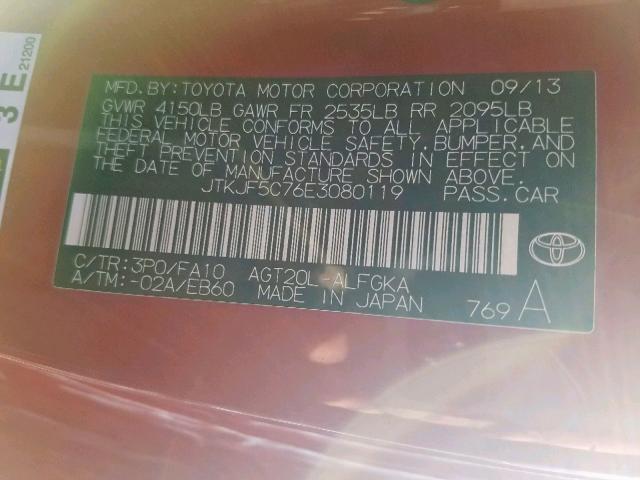 3 E
21200
MFD. BY: TOYOTA MOTOR CORPORATION 09/13
GVWR 4150LB GAWR FR 2535LB RR 2095LB
THIS VEHICLE CONFORMS TO ALL APPLICABLE
FEDERAL MOTOR VEHICLE SAFETY, BUMPER, AND
THEFT PREVENTION STANDARDS IN EFFECT ON
THE DATE OF MANUFACTURE SHOWN ABOVE.
JTKJF5C76E3080119 PASS. CAR
C/TR: 3P0/FA10 AGT20L-ALFGKA
A/TM: -02A/EB60 MADE IN JAPAN 769 A